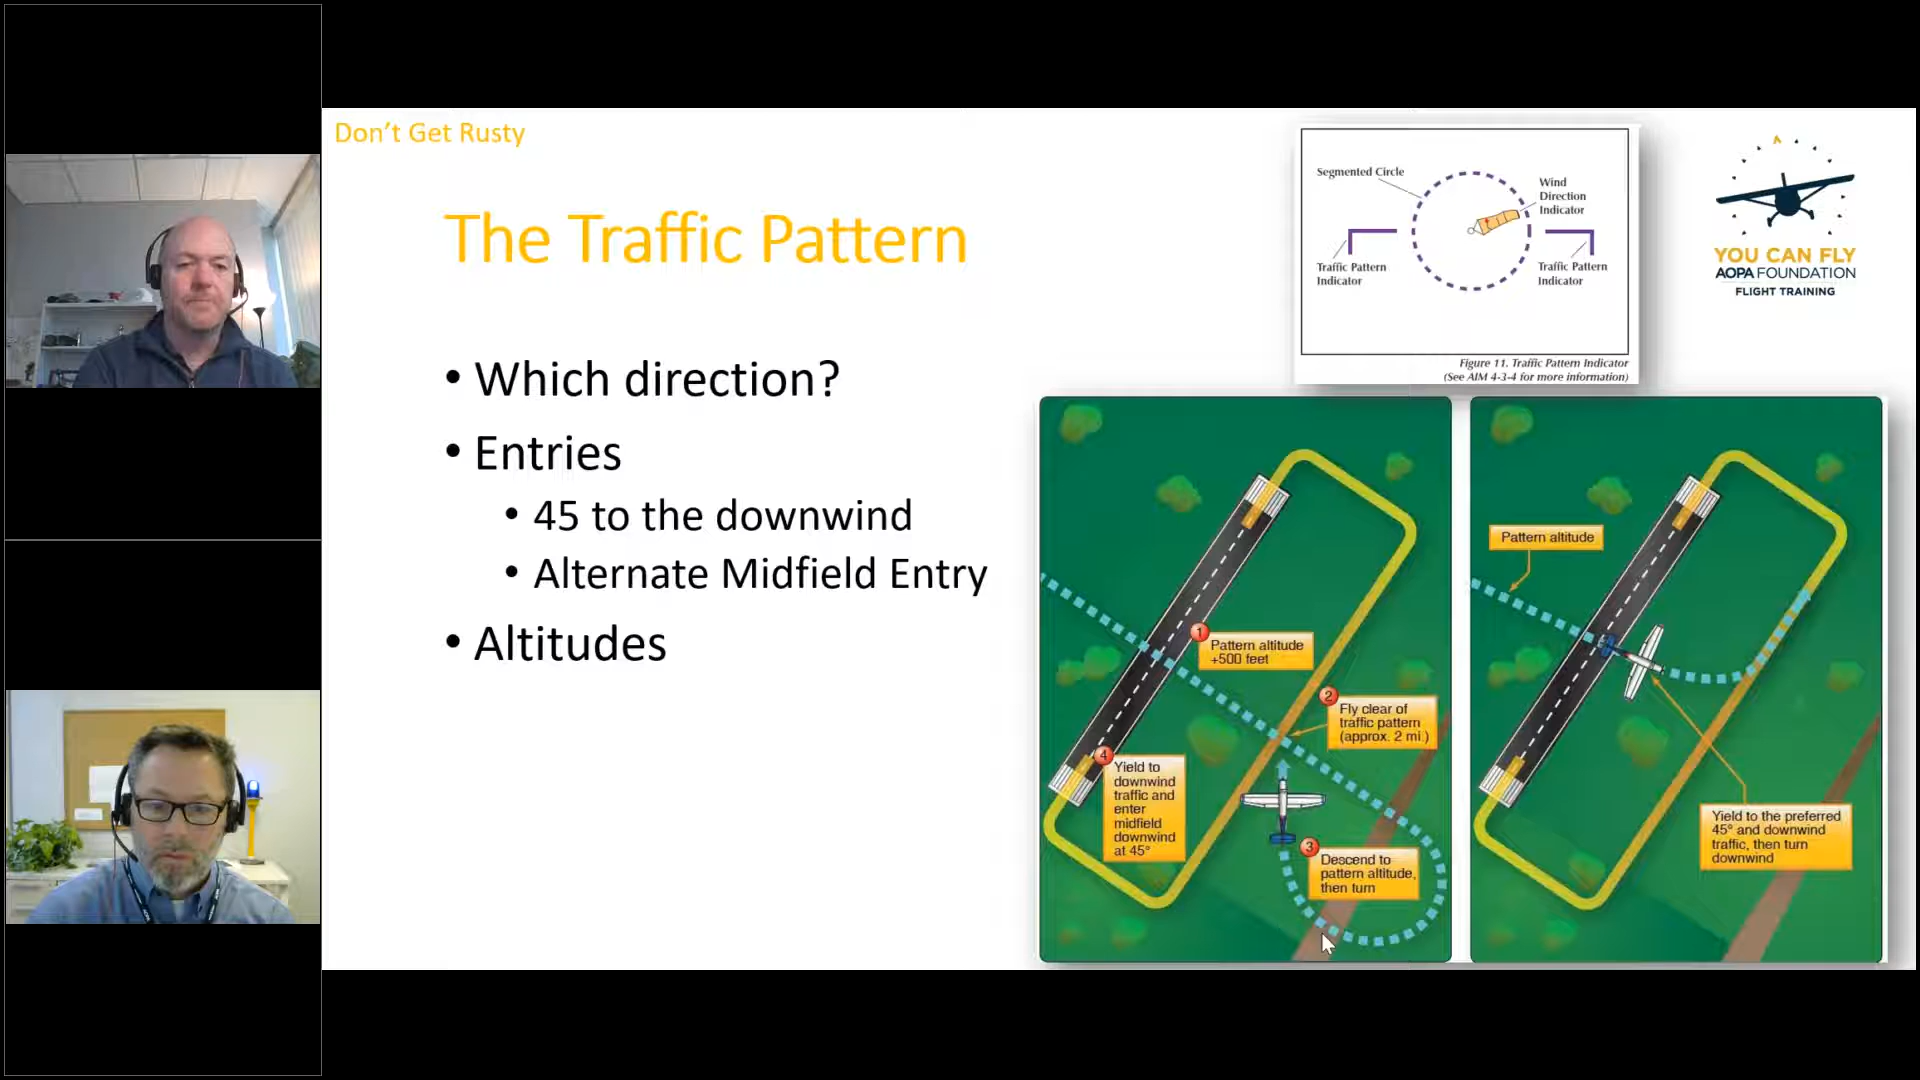 Don't Get Rusty
The Traffic Pattern
• Which direction?
• Entries
• 45 to the downwind
• Alternate Midfield Entry
• Altitudes
Segmented Circle
Wind
Direction
Indicator
Traffic Pattern
Indicator
Traffic Pattern
Indicator
Figure 11. Traffic Pattern Indicator
(See AIM 4-3-4 for more information)
YOU CAN FLY
AOPA FOUNDATION
FLIGHT TRAINING
1
Pattern altitude
+500 feet
2
Fly clear of
traffic pattern
(approx. 2 mi.)
3
Descend to
pattern altitude,
then turn
4
Yield to
downwind
traffic and
enter
midfield
downwind
at 45°
Pattern altitude
Yield to the preferred
45° and downwind
traffic, then turn
downwind